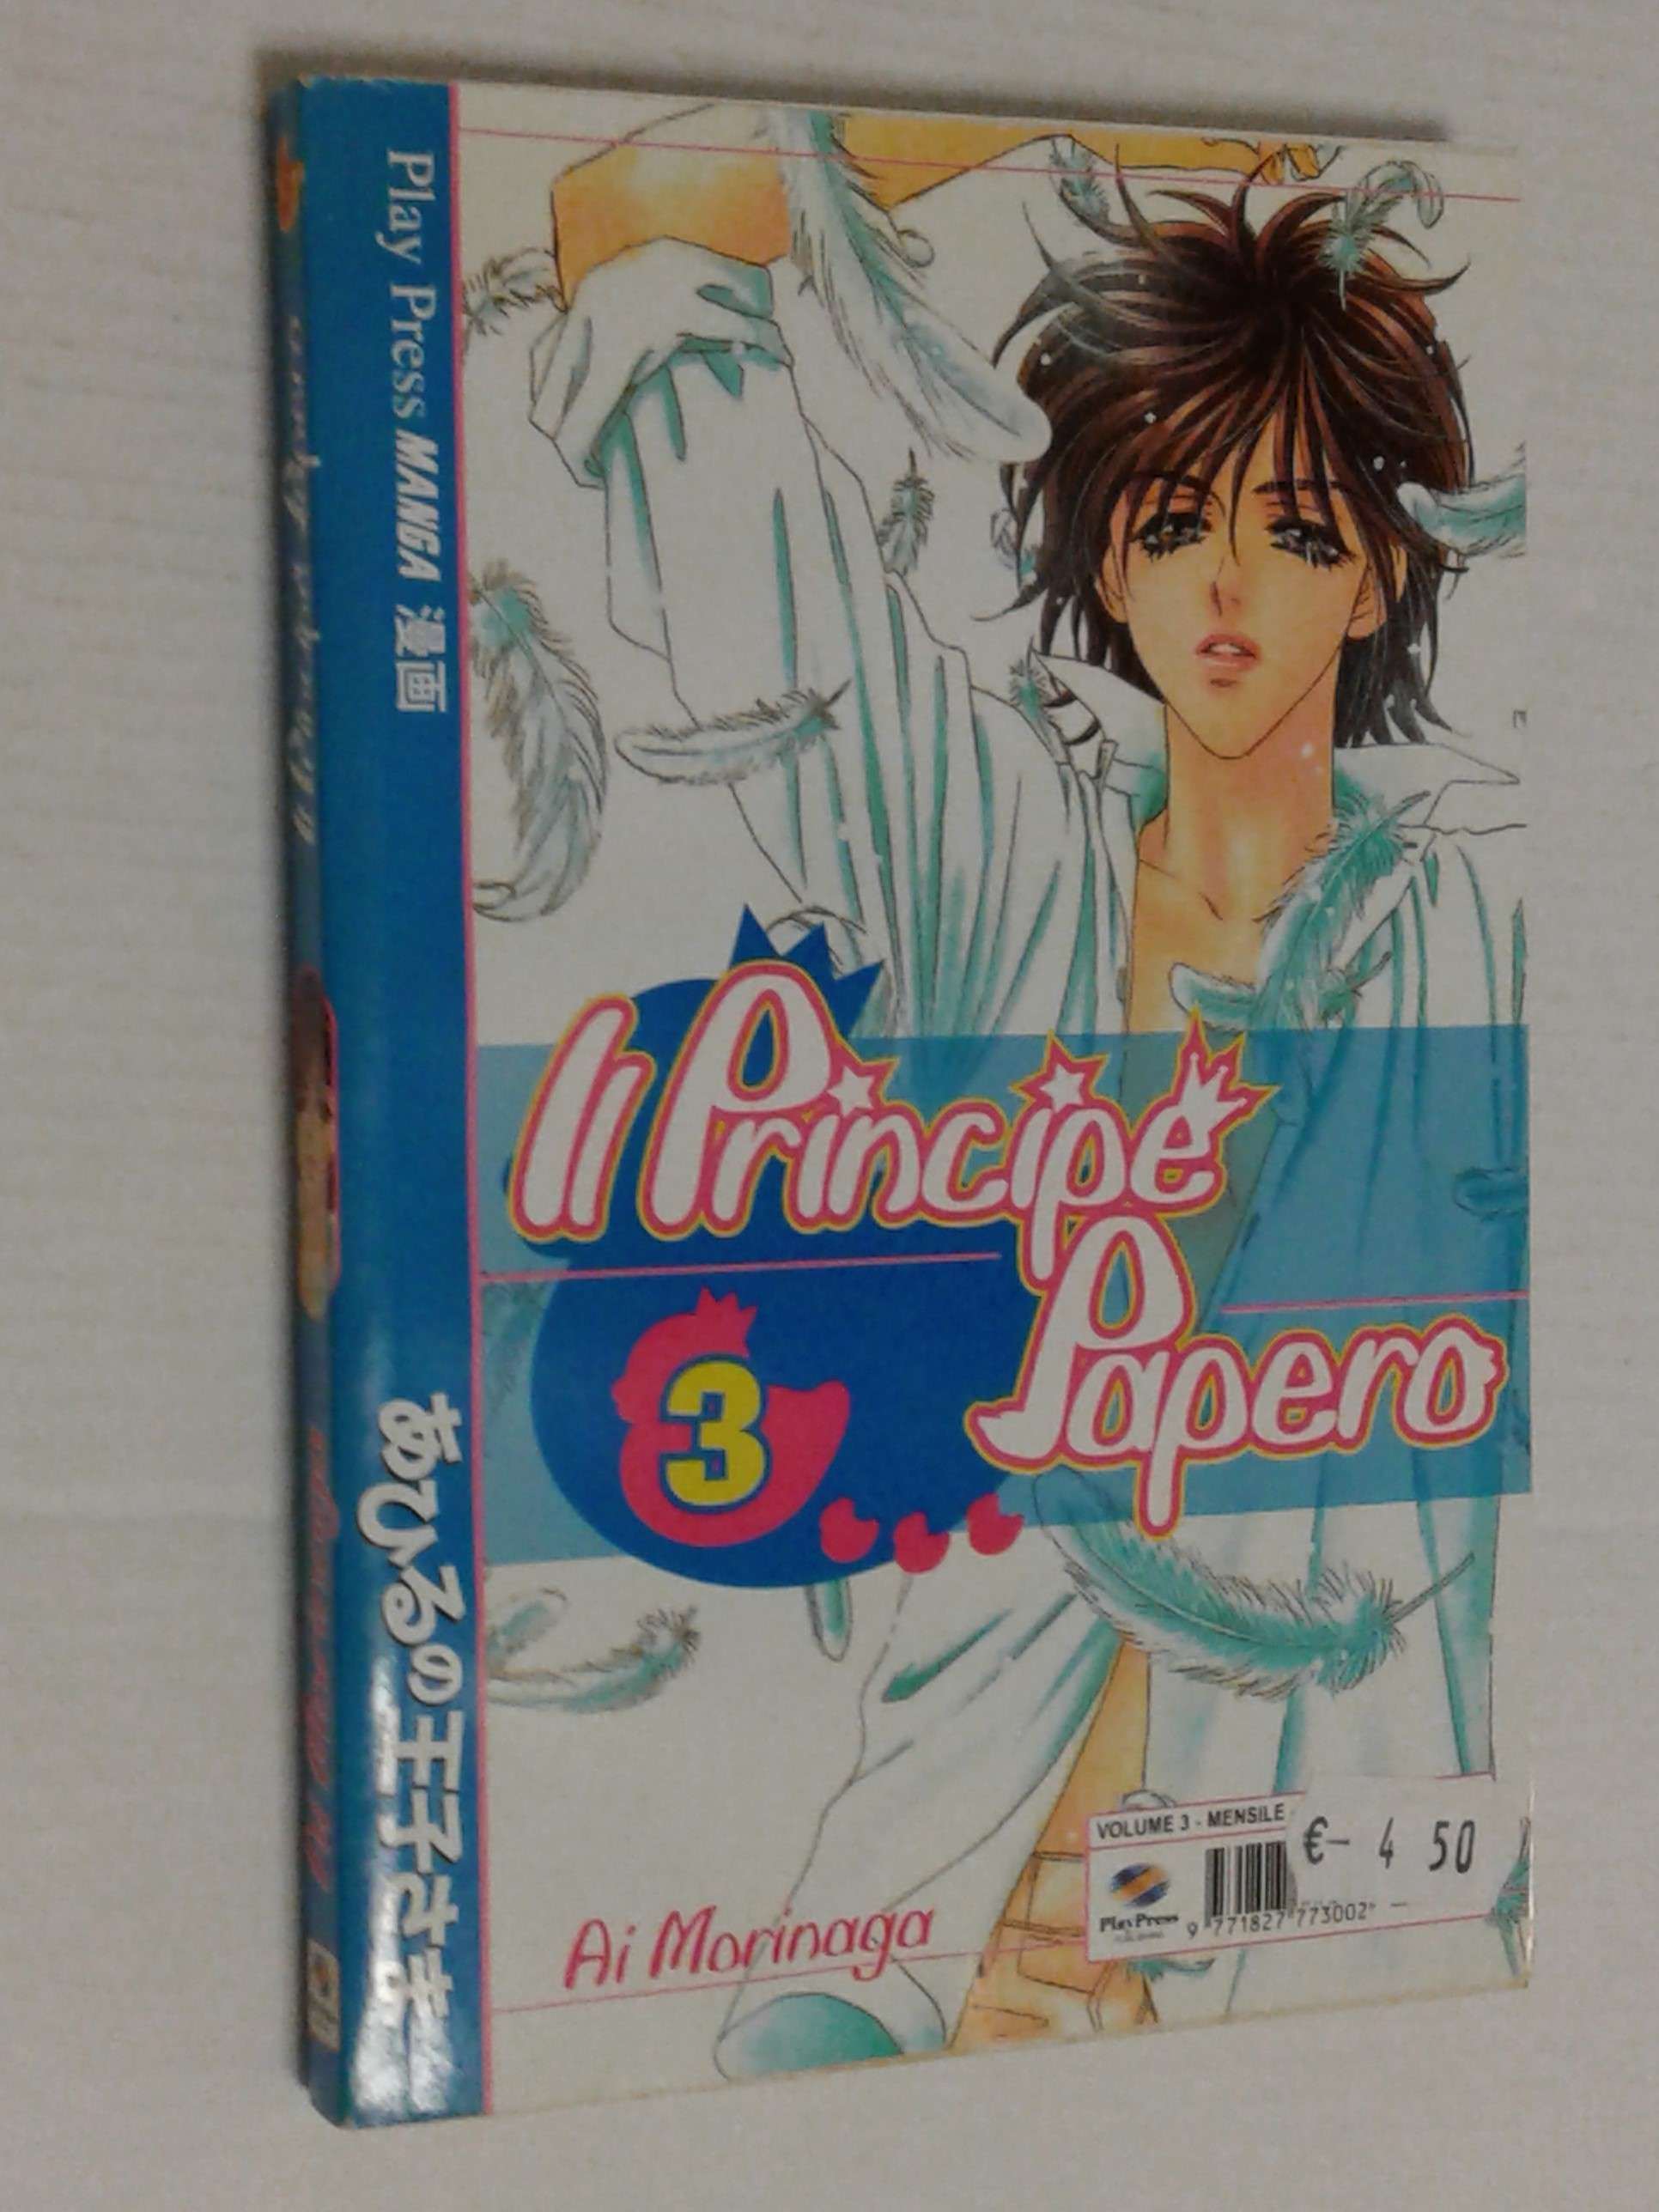 Play Press MANGA 漫画
あひるの王子さま
Il Principe
Papero
3
Ai Morinaga
VOLUME 3 - MENSILE
€- 4 50
Play Press
9 771827 773002